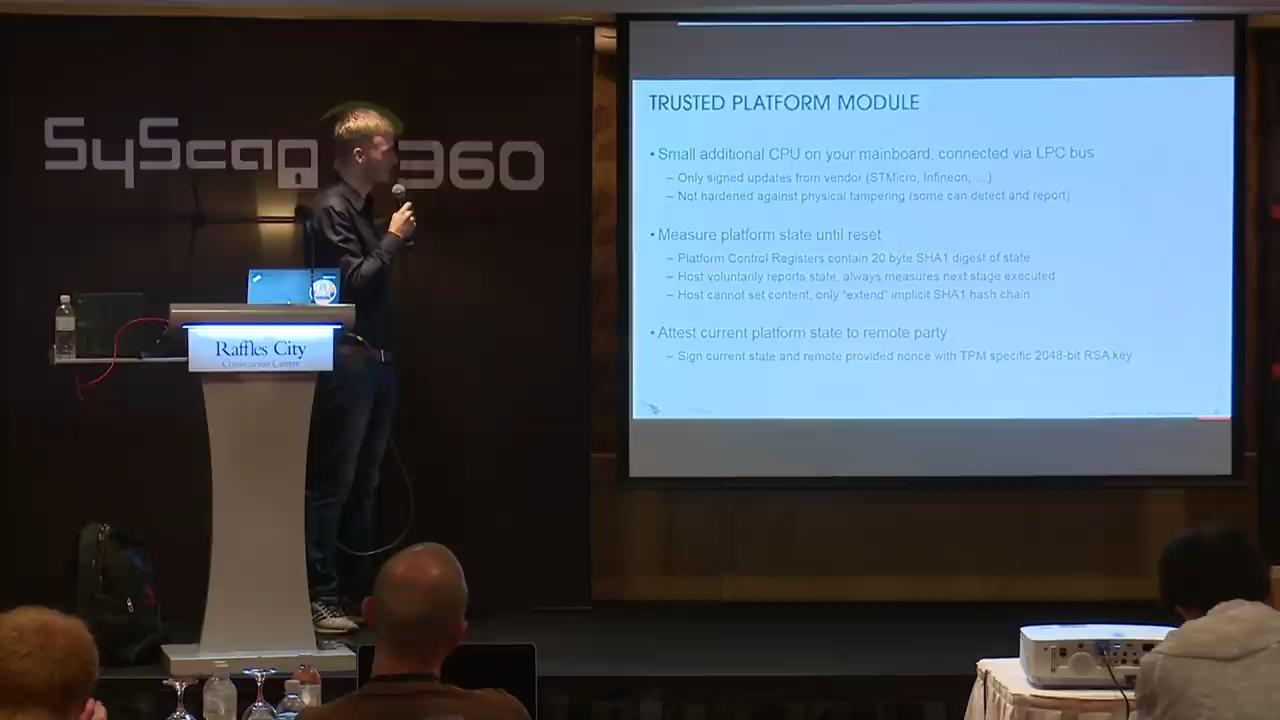 SyScan 360
Raffles City
Convention Centre
TRUSTED PLATFORM MODULE
• Small additional CPU on your mainboard, connected via LPC bus
– Only signed updates from vendor (STMicro, Infineon, …)
– Not hardened against physical tampering (some can detect and report)
• Measure platform state until reset
– Platform Control Registers contain 20 byte SHA1 digest of state
– Host voluntarily reports state, always measures next stage executed
– Host cannot set content, only "extend" implicit SHA1 hash chain
• Attest current platform state to remote party
– Sign current state and remote provided nonce with TPM specific 2048-bit RSA key